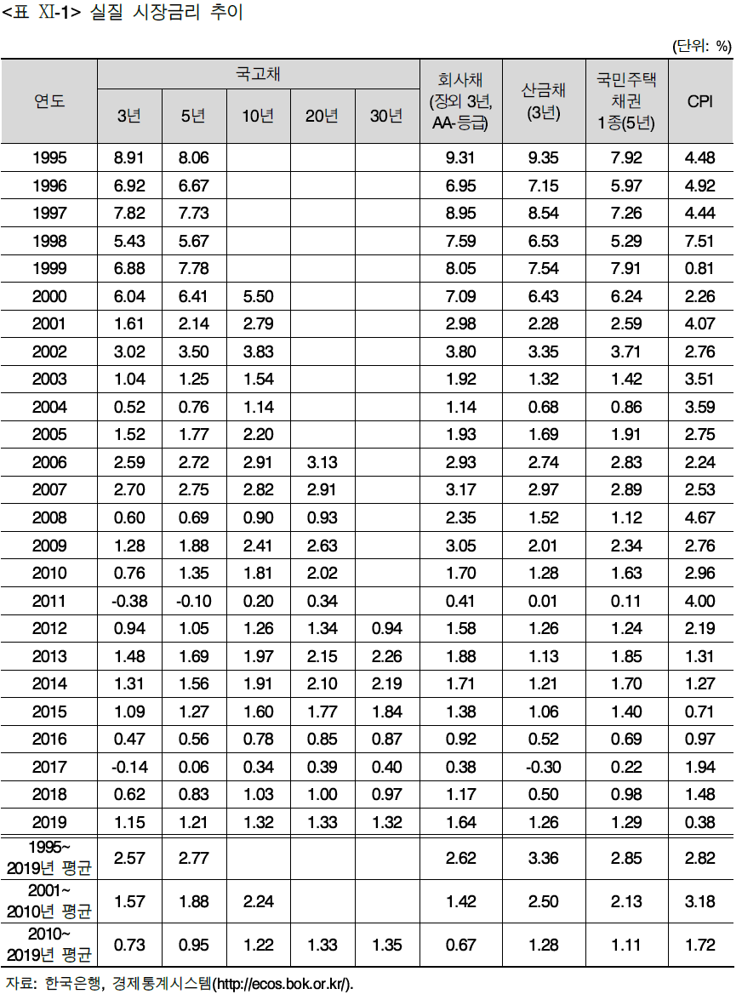 <표 XI-1> 실질 시장금리 추이
(단위: %)
연도 국고채 회사채 (장외 3년, AA-등급) 산금채 (3년) 국민주택 채권 1종(5년) CPI
3년 5년 10년 20년 30년
1995 8.91 8.06 9.31 9.35 7.92 4.48
1996 6.92 6.67 6.95 7.15 5.97 4.92
1997 7.82 7.73 8.95 8.54 7.26 4.44
1998 5.43 5.67 7.59 6.53 5.29 7.51
1999 6.88 7.78 8.05 7.54 7.91 0.81
2000 6.04 6.41 5.50 7.09 6.43 6.24 2.26
2001 1.61 2.14 2.79 2.98 2.28 2.59 4.07
2002 3.02 3.50 3.83 3.80 3.35 3.71 2.76
2003 1.04 1.25 1.54 1.92 1.32 1.42 3.51
2004 0.52 0.76 1.14 1.14 0.68 0.86 3.59
2005 1.52 1.77 2.20 1.93 1.69 1.91 2.75
2006 2.59 2.72 2.91 3.13 2.93 2.74 2.83 2.24
2007 2.70 2.75 2.82 2.91 3.17 2.97 2.89 2.53
2008 0.60 0.69 0.90 0.93 2.35 1.52 1.12 4.67
2009 1.28 1.88 2.41 2.63 3.05 2.01 2.34 2.76
2010 0.76 1.35 1.81 2.02 1.70 1.28 1.63 2.96
2011 -0.38 -0.10 0.20 0.34 0.41 0.01 0.11 4.00
2012 0.94 1.05 1.26 1.34 0.94 1.58 1.26 1.24 2.19
2013 1.48 1.69 1.97 2.15 2.26 1.88 1.13 1.85 1.31
2014 1.31 1.56 1.91 2.10 2.19 1.71 1.21 1.70 1.27
2015 1.09 1.27 1.60 1.77 1.84 1.38 1.06 1.40 0.71
2016 0.47 0.56 0.78 0.85 0.87 0.92 0.52 0.69 0.97
2017 -0.14 0.06 0.34 0.39 0.40 0.38 -0.30 0.22 1.94
2018 0.62 0.83 1.03 1.00 0.97 1.17 0.50 0.98 1.48
2019 1.15 1.21 1.32 1.33 1.32 1.64 1.26 1.29 0.38
1995~
2019년 평균 2.57 2.77 2.62 3.36 2.85 2.82
2001~
2010년 평균 1.57 1.88 2.24 1.42 2.50 2.13 3.18
2010~
2019년 평균 0.73 0.95 1.22 1.33 1.35 0.67 1.28 1.11 1.72
자료: 한국은행, 경제통계시스템(http://ecos.bok.or.kr/).